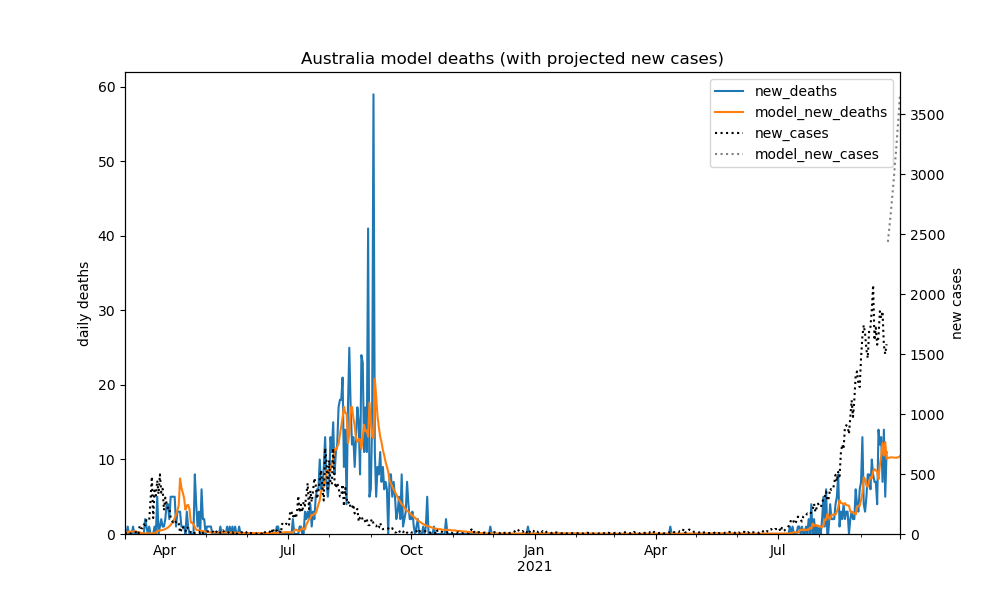 Australia model deaths (with projected new cases)
new_deaths
model_new_deaths
new_cases
model_new_cases
daily deaths
60
50
40
30
20
10
0
new cases
3500
3000
2500
2000
1500
1000
500
0
Apr
Jul
Oct
Jan
2021
Apr
Jul